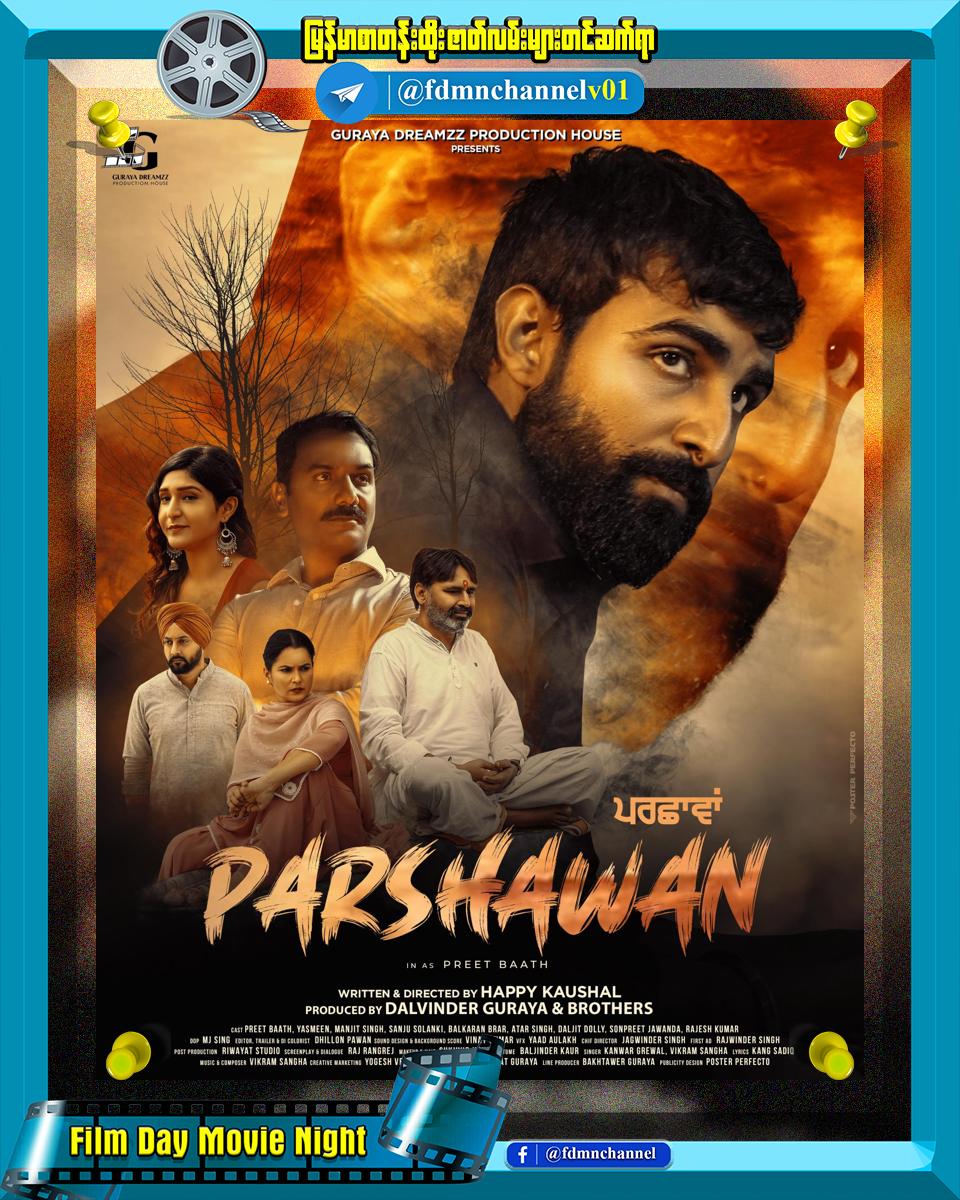 မြန်မာစာတန်းထိုးဇာတ်လမ်းများတင်ဆက်ရာ
@fdmnchannelv01
GURAYA DREAMZZ PRODUCTION HOUSE
PRESENTS
GURAYA DREAMZZ
PRODUCTION HOUSE
POSTER PERFECTO
ਪਰਛਾਵਾਂ
PARSHAWAN
IN AS PREET BAATH
WRITTEN & DIRECTED BY HAPPY KAUSHAL
PRODUCED BY DALVINDER GURAYA & BROTHERS
CAST PREET BAATH, YASMEEN, MANJIT SINGH, SANJU SOLANKI, BALKARAN BRAR, ATAR SINGH, DALJIT DOLLY, SONPREET JAWANDA, RAJESH KUMAR
DOP MJ SING EDITOR, TRAILER & DI COLORIST DHILLON PAWAN SOUND DESIGN & BACKGROUND SCORE VFX YAAD AULAKH CHIF DIRECTOR JAGWINDER SINGH FIRST AD RAJWINDER SINGH
POST PRODUCTION RIWAYAT STUDIO SCREENPLAY & DIALOGUE RAJ RANGREJ BALJINDER KAUR SINGER KANWAR GREWAL, VIKRAM SANGHA LYRICS KANG SADIQ
MUSIC & COMPOSER VIKRAM SANGHA CREATIVE MARKETING YOGESH GURAYA LINE PRODUCER BAKHTAWER GURAYA PUBLICITY DESIGN POSTER PERFECTO
Film Day Movie Night
@fdmnchannel